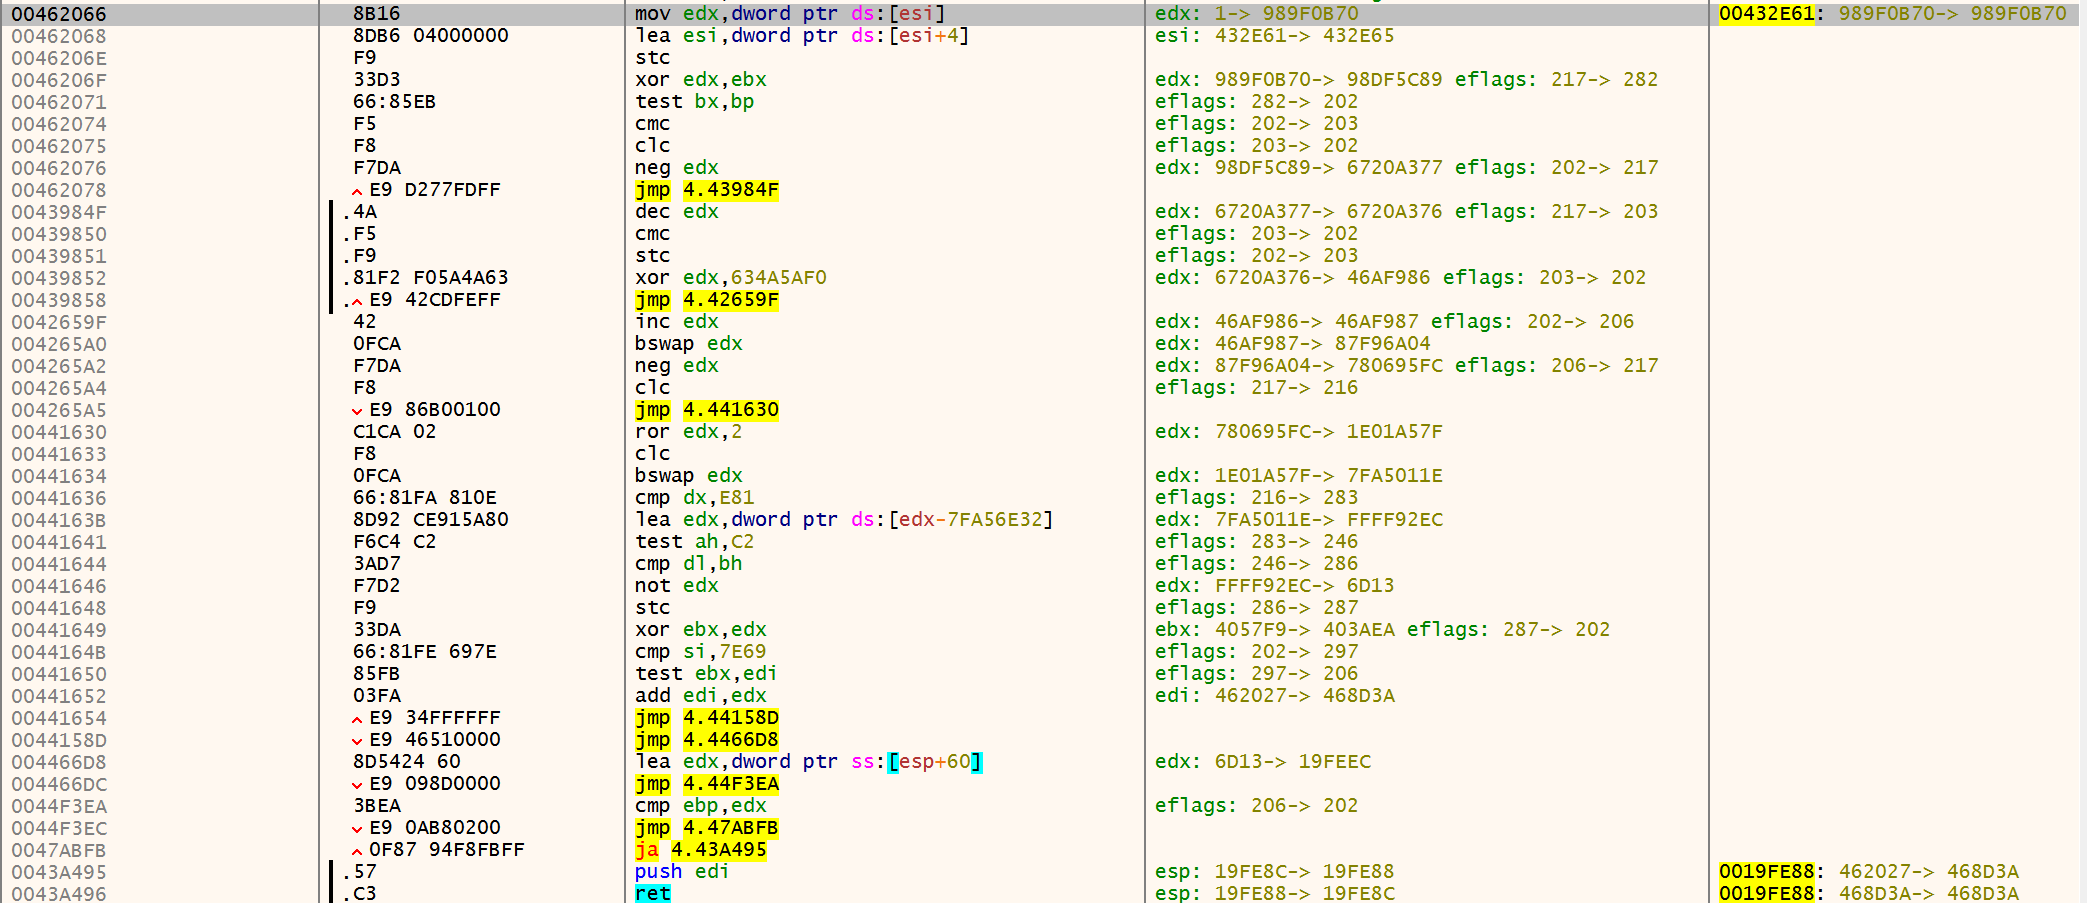 00462066 8B16 mov edx,dword ptr ds:[esi] edx: 1-> 989F0B70 00432E61: 989F0B70-> 989F0B70
00462068 8DB6 04000000 lea esi,dword ptr ds:[esi+4] esi: 432E61-> 432E65
0046206E F9 stc
0046206F 33D3 xor edx,ebx edx: 989F0B70-> 98DF5C89 eflags: 217-> 282
00462071 66:85EB test bx,bp eflags: 282-> 202
00462074 F5 cmc eflags: 202-> 203
00462075 F8 clc eflags: 203-> 202
00462076 F7DA neg edx edx: 98DF5C89-> 6720A377 eflags: 202-> 217
00462078 ^ E9 D277FDFF jmp 4.43984F
0043984F .4A dec edx edx: 6720A377-> 6720A376 eflags: 217-> 203
00439850 .F5 cmc eflags: 203-> 202
00439851 .F9 stc eflags: 202-> 203
00439852 .81F2 F05A4A63 xor edx,634A5AF0 edx: 6720A376-> 46AF986 eflags: 203-> 202
00439858 .^ E9 42CDFEFF jmp 4.42659F
0042659F 42 inc edx edx: 46AF986-> 46AF987 eflags: 202-> 206
004265A0 0FCA bswap edx edx: 46AF987-> 87F96A04
004265A2 F7DA neg edx edx: 87F96A04-> 780695FC eflags: 206-> 217
004265A4 F8 clc eflags: 217-> 216
004265A5 v E9 86B00100 jmp 4.441630
00441630 C1CA 02 ror edx,2 edx: 780695FC-> 1E01A57F
00441633 F8 clc
00441634 0FCA bswap edx edx: 1E01A57F-> 7FA5011E
00441636 66:81FA 810E cmp dx,E81 eflags: 216-> 283
0044163B 8D92 CE915A80 lea edx,dword ptr ds:[edx-7FA56E32] edx: 7FA5011E-> FFFF92EC
00441641 F6C4 C2 test ah,C2 eflags: 283-> 246
00441644 3AD7 cmp dl,bh eflags: 246-> 286
00441646 F7D2 not edx edx: FFFF92EC-> 6D13
00441648 F9 stc eflags: 286-> 287
00441649 33DA xor ebx,edx ebx: 4057F9-> 403AEA eflags: 287-> 202
0044164B 66:81FE 697E cmp si,7E69 eflags: 202-> 297
00441650 85FB test ebx,edi eflags: 297-> 206
00441652 03FA add edi,edx edi: 462027-> 468D3A
00441654 ^ E9 34FFFFFF jmp 4.44158D
0044158D v E9 46510000 jmp 4.4466D8
004466D8 8D5424 60 lea edx,dword ptr ss:[esp+60] edx: 6D13-> 19FEEC
004466DC v E9 098D0000 jmp 4.44F3EA
0044F3EA 3BEA cmp ebp,edx eflags: 206-> 202
0044F3EC v E9 0AB80200 jmp 4.47ABFB
0047ABFB ^ 0F87 94F8FBFF ja 4.43A495
0043A495 .57 push edi esp: 19FE8C-> 19FE88 0019FE88: 462027-> 468D3A
0043A496 .C3 ret esp: 19FE88-> 19FE8C 0019FE88: 468D3A-> 468D3A